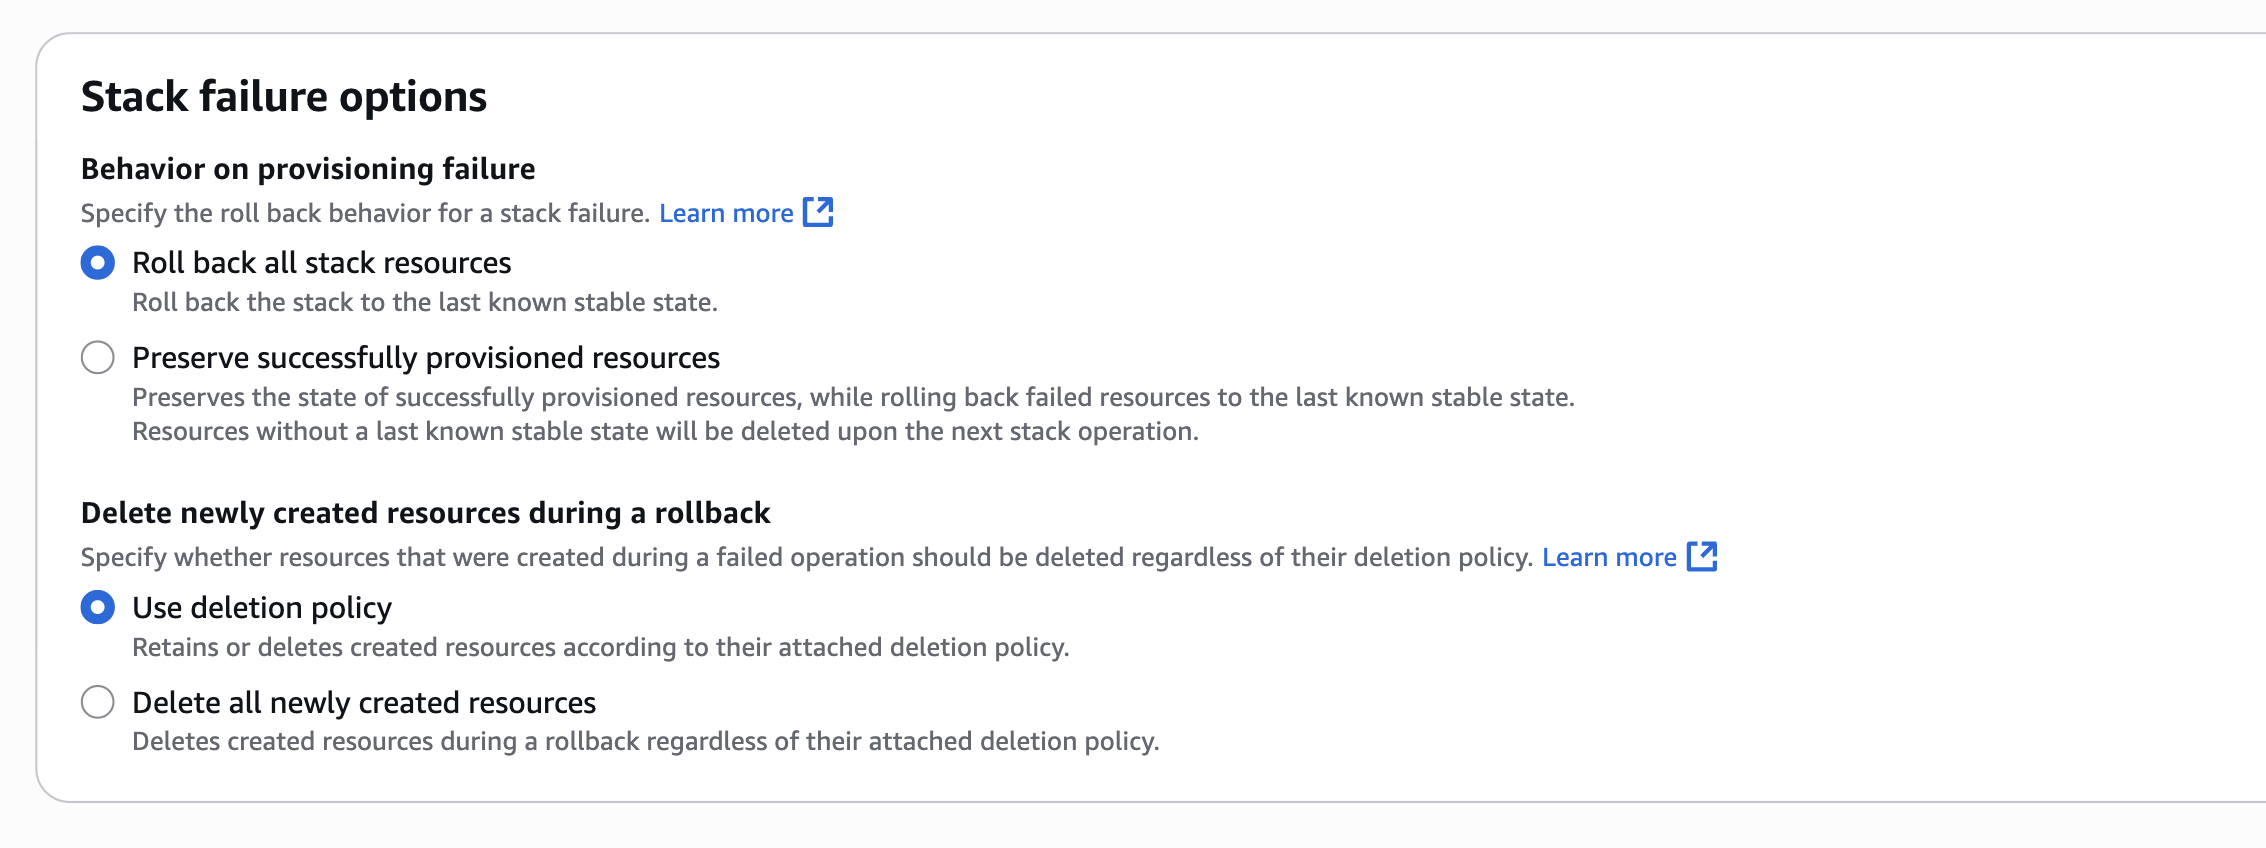 Stack failure options
Behavior on provisioning failure
Specify the roll back behavior for a stack failure. Learn more
Roll back all stack resources
Roll back the stack to the last known stable state.
Preserve successfully provisioned resources
Preserves the state of successfully provisioned resources, while rolling back failed resources to the last known stable state.
Resources without a last known stable state will be deleted upon the next stack operation.
Delete newly created resources during a rollback
Specify whether resources that were created during a failed operation should be deleted regardless of their deletion policy. Learn more
Use deletion policy
Retains or deletes created resources according to their attached deletion policy.
Delete all newly created resources
Deletes created resources during a rollback regardless of their attached deletion policy.